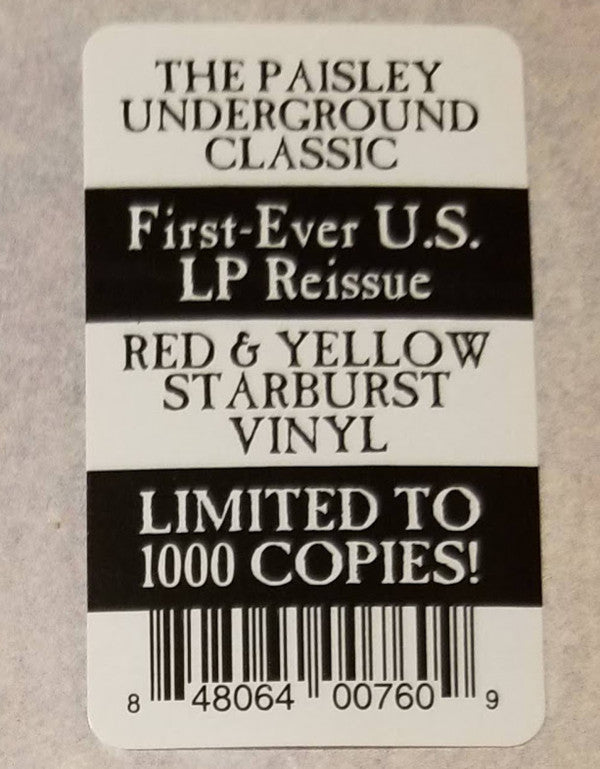 THE PAISLEY
UNDERGROUND
CLASSIC
First-Ever U.S.
LP Reissue
RED & YELLOW
STARBURST
VINYL
LIMITED TO
1000 COPIES!
8 48064 00760 9